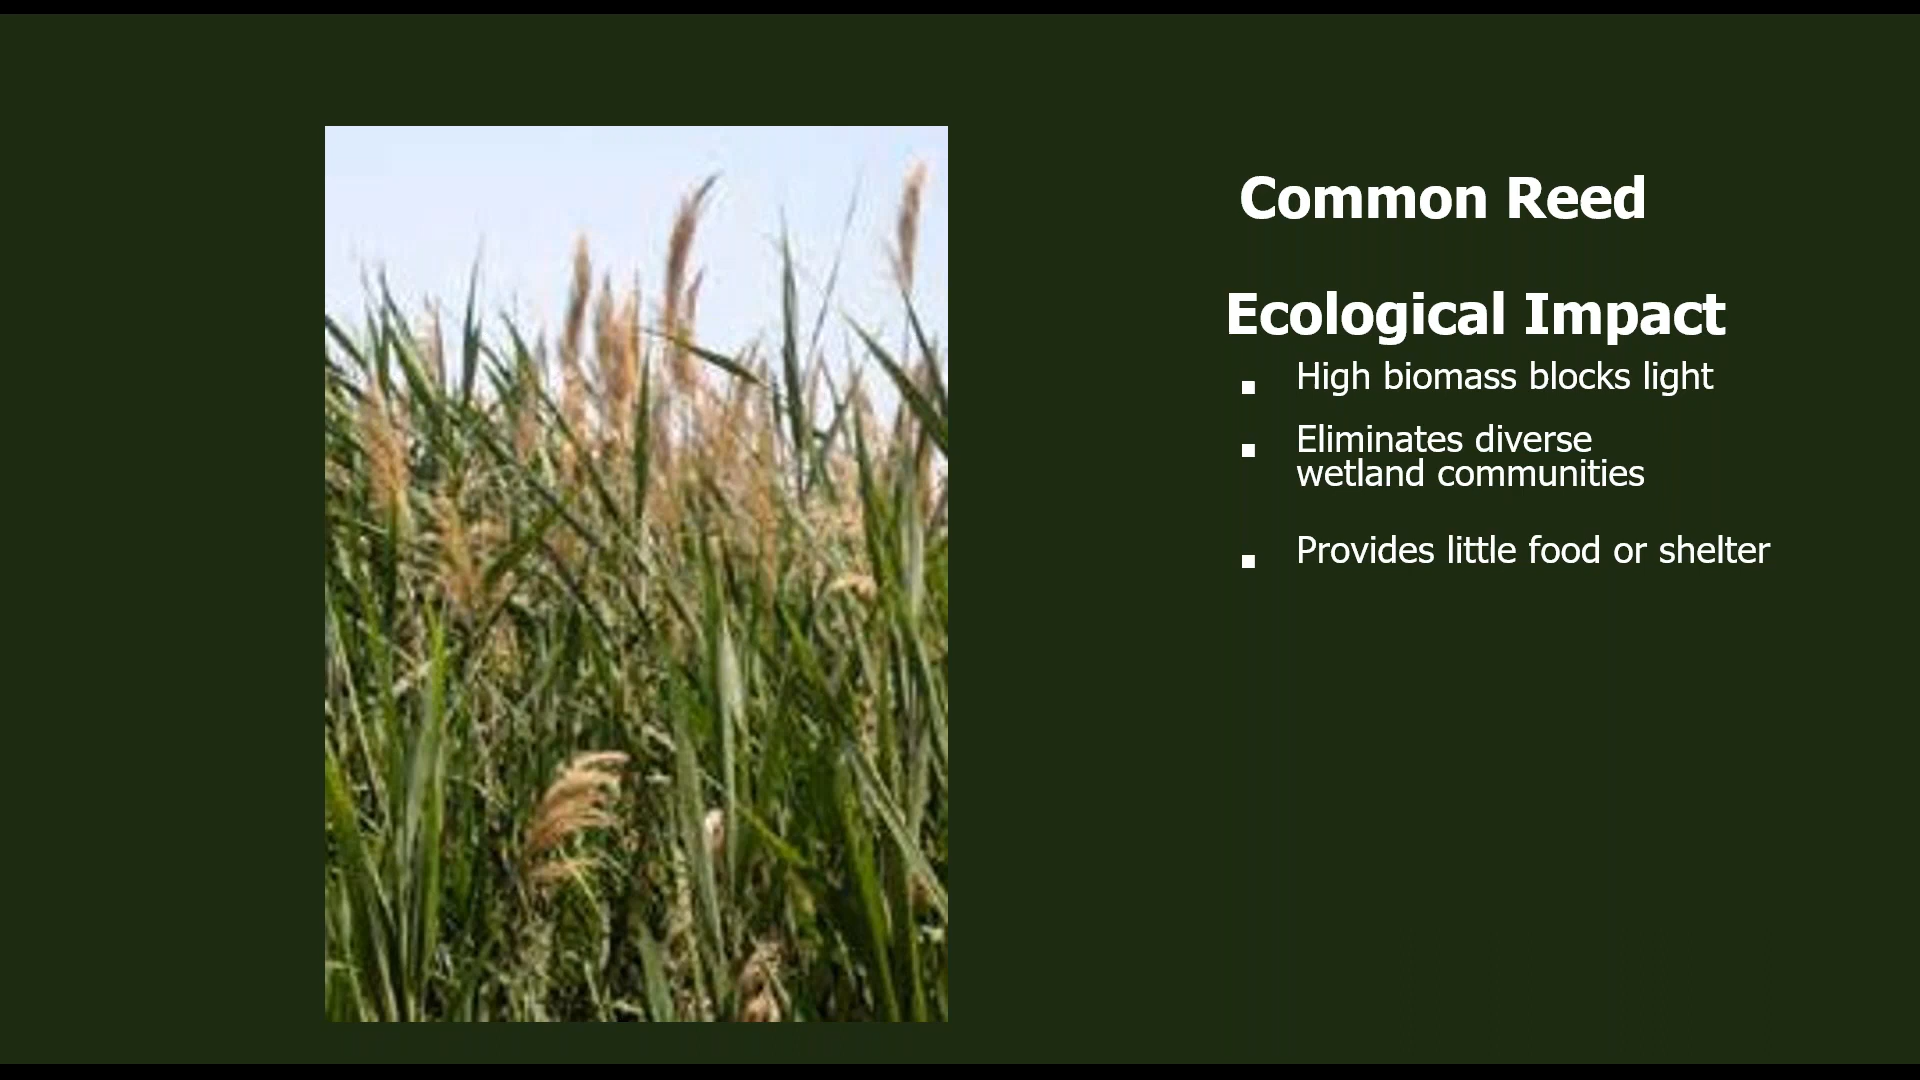 Common Reed
Ecological Impact
▪ High biomass blocks light
▪ Eliminates diverse
wetland communities
▪ Provides little food or shelter